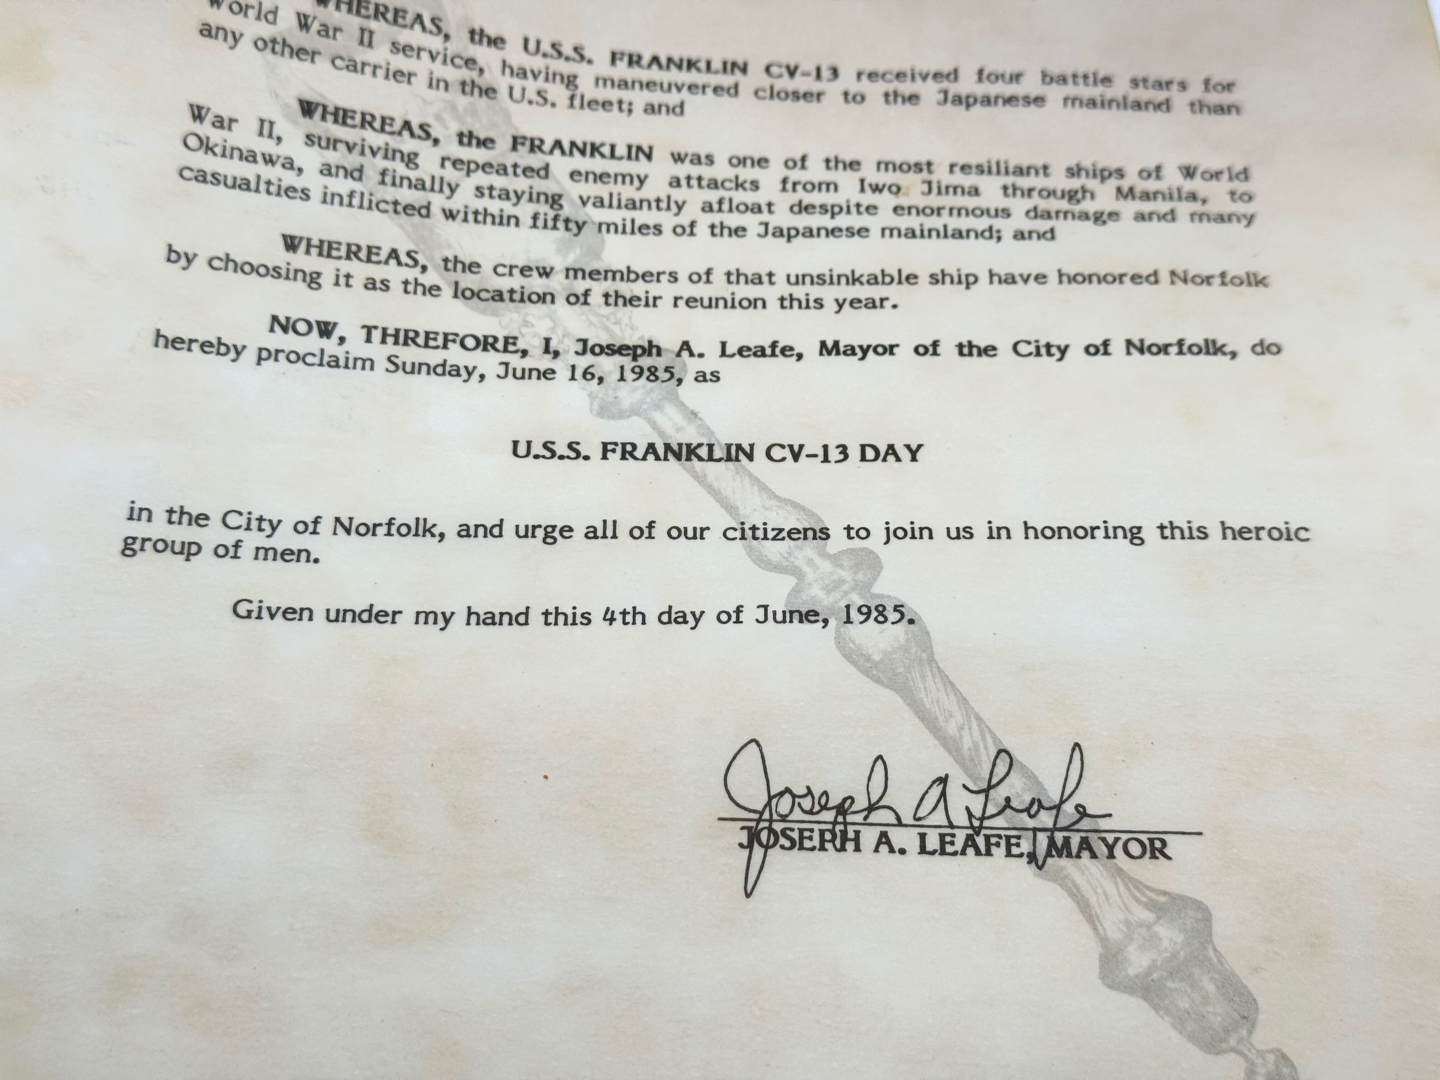 WHEREAS, the U.S.S. FRANKLIN CV-13 received four battle stars for
World War II service, having maneuvered closer to the Japanese mainland than
any other carrier in the U.S. fleet; and
WHEREAS, the FRANKLIN was one of the most resiliant ships of World
War II, surviving repeated enemy attacks from Iwo Jima through Manila, to
Okinawa, and finally staying valiantly afloat despite enormous damage and many
casualties inflicted within fifty miles of the Japanese mainland; and
WHEREAS, the crew members of that unsinkable ship have honored Norfolk
by choosing it as the location of their reunion this year.
NOW, THREFORE, I, Joseph A. Leafe, Mayor of the City of Norfolk, do
hereby proclaim Sunday, June 16, 1985, as
U.S.S. FRANKLIN CV-13 DAY
in the City of Norfolk, and urge all of our citizens to join us in honoring this heroic
group of men.
Given under my hand this 4th day of June, 1985.
Joseph A Leafe
JOSEPH A. LEAFE, MAYOR